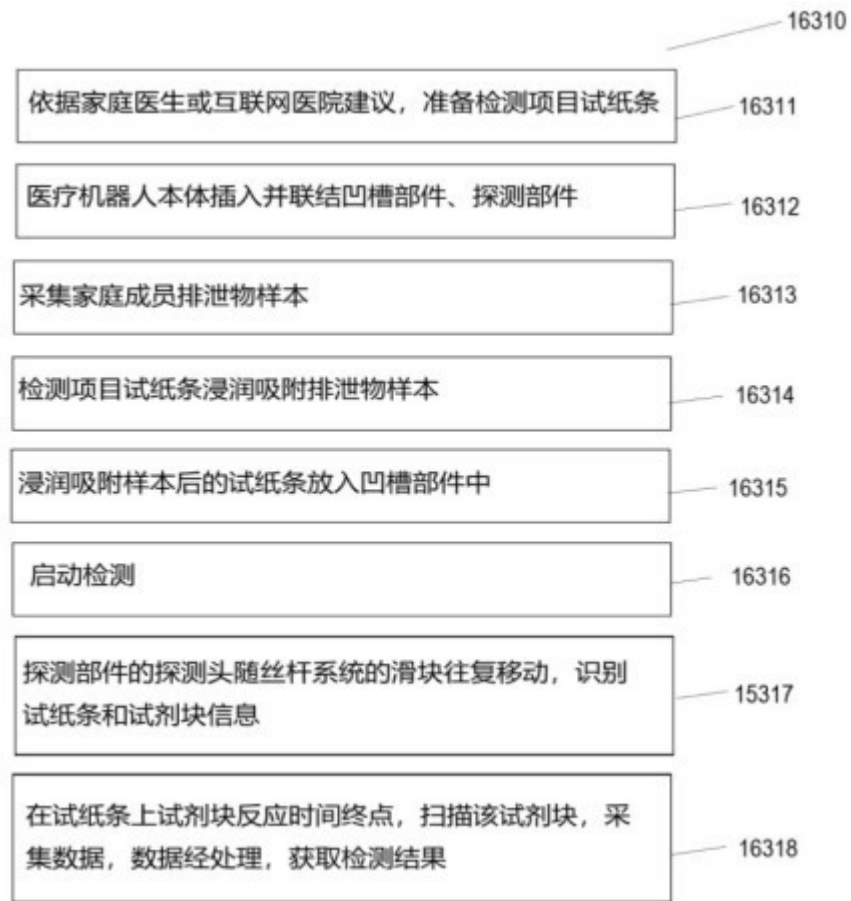 16310
依据家庭医生或互联网医院建议，准备检测项目试纸条
16311
医疗机器人本体插入并联结凹槽部件、探测部件
16312
采集家庭成员排泄物样本
16313
检测项目试纸条浸润吸附排泄物样本
16314
浸润吸附样本后的试纸条放入凹槽部件中
16315
启动检测
16316
探测部件的探测头随丝杆系统的滑块往复移动，识别
试纸条和试剂块信息
15317
在试纸条上试剂块反应时间终点，扫描该试剂块，采
集数据，数据经处理，获取检测结果
16318